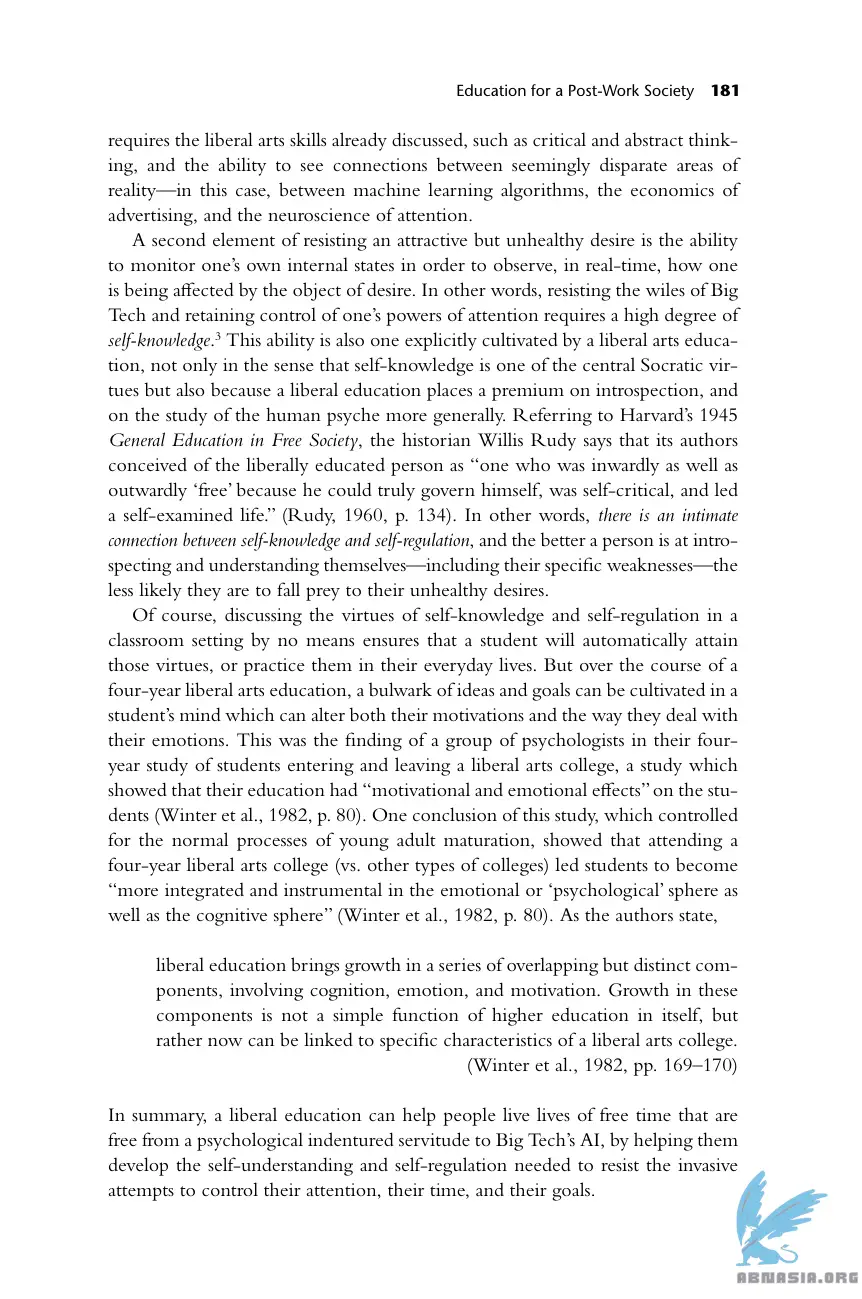 Education for a Post-Work Society 181
requires the liberal arts skills already discussed, such as critical and abstract think-
ing, and the ability to see connections between seemingly disparate areas of
reality—in this case, between machine learning algorithms, the economics of
advertising, and the neuroscience of attention.
A second element of resisting an attractive but unhealthy desire is the ability
to monitor one’s own internal states in order to observe, in real-time, how one
is being affected by the object of desire. In other words, resisting the wiles of Big
Tech and retaining control of one’s powers of attention requires a high degree of
self-knowledge.³ This ability is also one explicitly cultivated by a liberal arts educa-
tion, not only in the sense that self-knowledge is one of the central Socratic vir-
tues but also because a liberal education places a premium on introspection, and
on the study of the human psyche more generally. Referring to Harvard’s 1945
General Education in Free Society, the historian Willis Rudy says that its authors
conceived of the liberally educated person as “one who was inwardly as well as
outwardly ‘free’ because he could truly govern himself, was self-critical, and led
a self-examined life.” (Rudy, 1960, p. 134). In other words, there is an intimate
connection between self-knowledge and self-regulation, and the better a person is at intro-
specting and understanding themselves—including their specific weaknesses—the
less likely they are to fall prey to their unhealthy desires.
Of course, discussing the virtues of self-knowledge and self-regulation in a
classroom setting by no means ensures that a student will automatically attain
those virtues, or practice them in their everyday lives. But over the course of a
four-year liberal arts education, a bulwark of ideas and goals can be cultivated in a
student’s mind which can alter both their motivations and the way they deal with
their emotions. This was the finding of a group of psychologists in their four-
year study of students entering and leaving a liberal arts college, a study which
showed that their education had “motivational and emotional effects” on the stu-
dents (Winter et al., 1982, p. 80). One conclusion of this study, which controlled
for the normal processes of young adult maturation, showed that attending a
four-year liberal arts college (vs. other types of colleges) led students to become
“more integrated and instrumental in the emotional or ‘psychological’ sphere as
well as the cognitive sphere” (Winter et al., 1982, p. 80). As the authors state,
liberal education brings growth in a series of overlapping but distinct com-
ponents, involving cognition, emotion, and motivation. Growth in these
components is not a simple function of higher education in itself, but
rather now can be linked to specific characteristics of a liberal arts college.
(Winter et al., 1982, pp. 169–170)
In summary, a liberal education can help people live lives of free time that are
free from a psychological indentured servitude to Big Tech’s AI, by helping them
develop the self-understanding and self-regulation needed to resist the invasive
attempts to control their attention, their time, and their goals.
ABNASIA.ORG